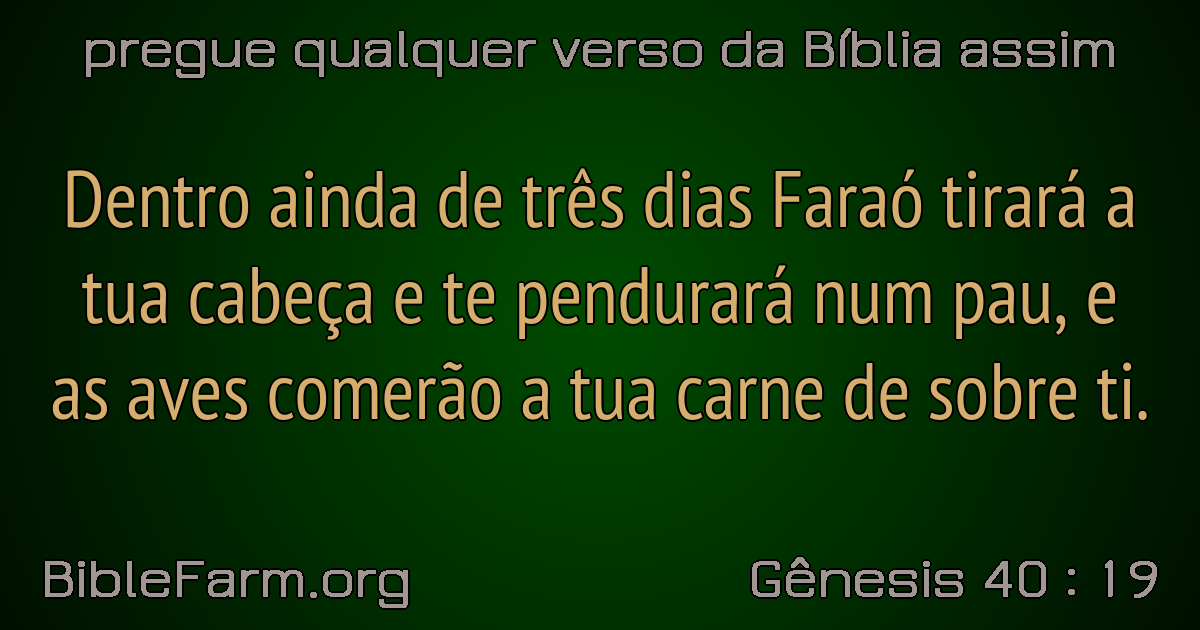 pregue qualquer verso da Bíblia assim
Dentro ainda de três dias Faraó tirará a
tua cabeça e te pendurará num pau, e
as aves comerão a tua carne de sobre ti.
BibleFarm.org
Gênesis 40 : 19